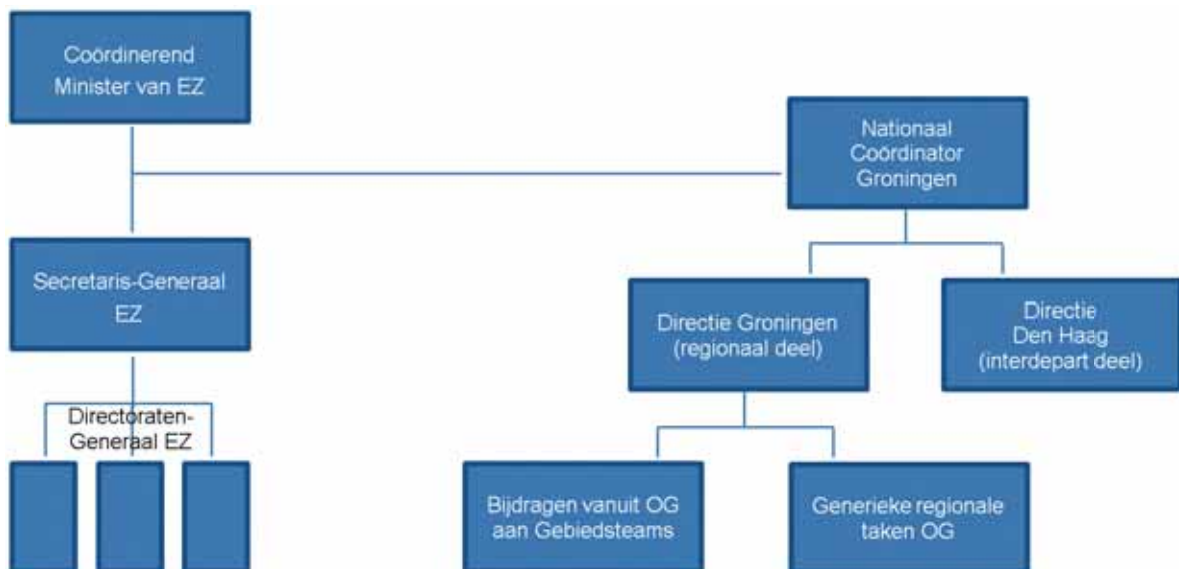 Coördinerend
Minister van EZ
Nationaal
Coördinator
Groningen
Secretaris-Generaal
EZ
Directie Groningen
(regionaal deel)
Directie
Den Haag
(interdepart deel)
Directoraten-
Generaal EZ
Bijdragen vanuit OG
aan Gebiedsteams
Generieke regionale
taken OG